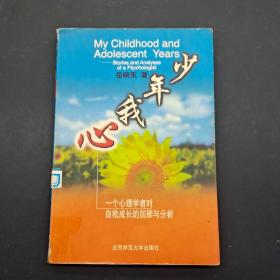 My Childhood and
Adolescent Years
——Stories and Analyses
of a Psychologist
岳晓东 著
少年我心
一个心理学者对
自我成长的回顾与分析
北京师范大学出版社